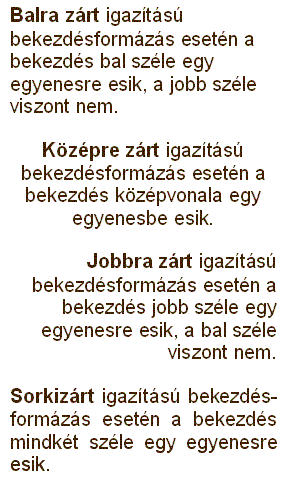 Balra zárt igazítású
bekezdésformázás esetén a
bekezdés bal széle egy
egyenesre esik, a jobb széle
viszont nem.
Középre zárt igazítású
bekezdésformázás esetén a
bekezdés középvonala egy
egyenesbe esik.
Jobbra zárt igazítású
bekezdésformázás esetén a
bekezdés jobb széle egy
egyenesre esik, a bal széle
viszont nem.
Sorkizárt igazítású bekezdés-
formázás esetén a bekezdés
mindkét széle egy egyenesre
esik.